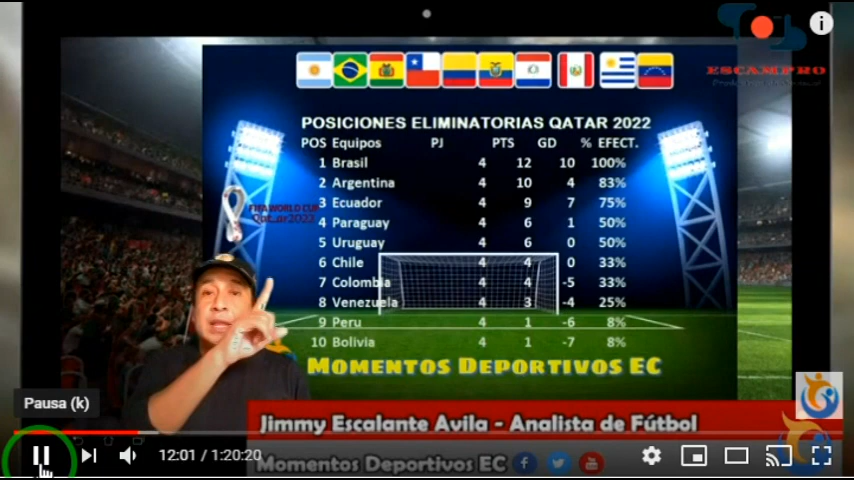 ESCAMPRO
POSICIONES ELIMINATORIAS QATAR 2022
POS Equipos PJ PTS GD % EFECT.
1 Brasil 4 12 10 100%
2 Argentina 4 10 4 83%
3 Ecuador 4 9 7 75%
FIFA WORLD CUP
Qatar2022
4 Paraguay 4 6 1 50%
5 Uruguay 4 6 0 50%
6 Chile 4 4 0 33%
7 Colombia 4 4 -5 33%
8 Venezuela 4 3 -4 25%
9 Peru 4 1 -6 8%
10 Bolivia 4 1 -7 8%
MOMENTOS DEPORTIVOS EC
Pausa (k)
Jimmy Escalante Avila - Analista de Fútbol
12:01 / 1:20:20
Momentos Deportivos EC